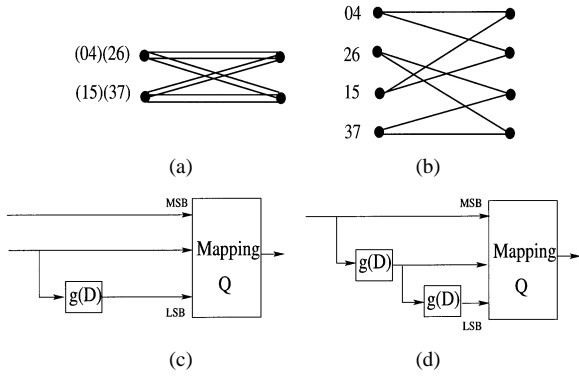 (04)(26)
(15)(37)
(a)
04
26
15
37
(b)
MSB
Mapping
Q
g(D)
LSB
(c)
MSB
Mapping
Q
g(D)
g(D)
LSB
(d)